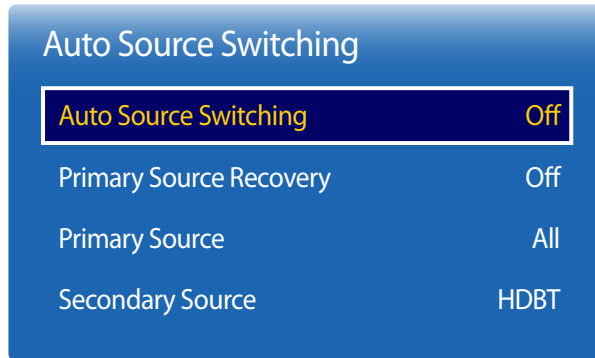 Auto Source Switching
Auto Source Switching Off
Primary Source Recovery Off
Primary Source All
Secondary Source HDBT